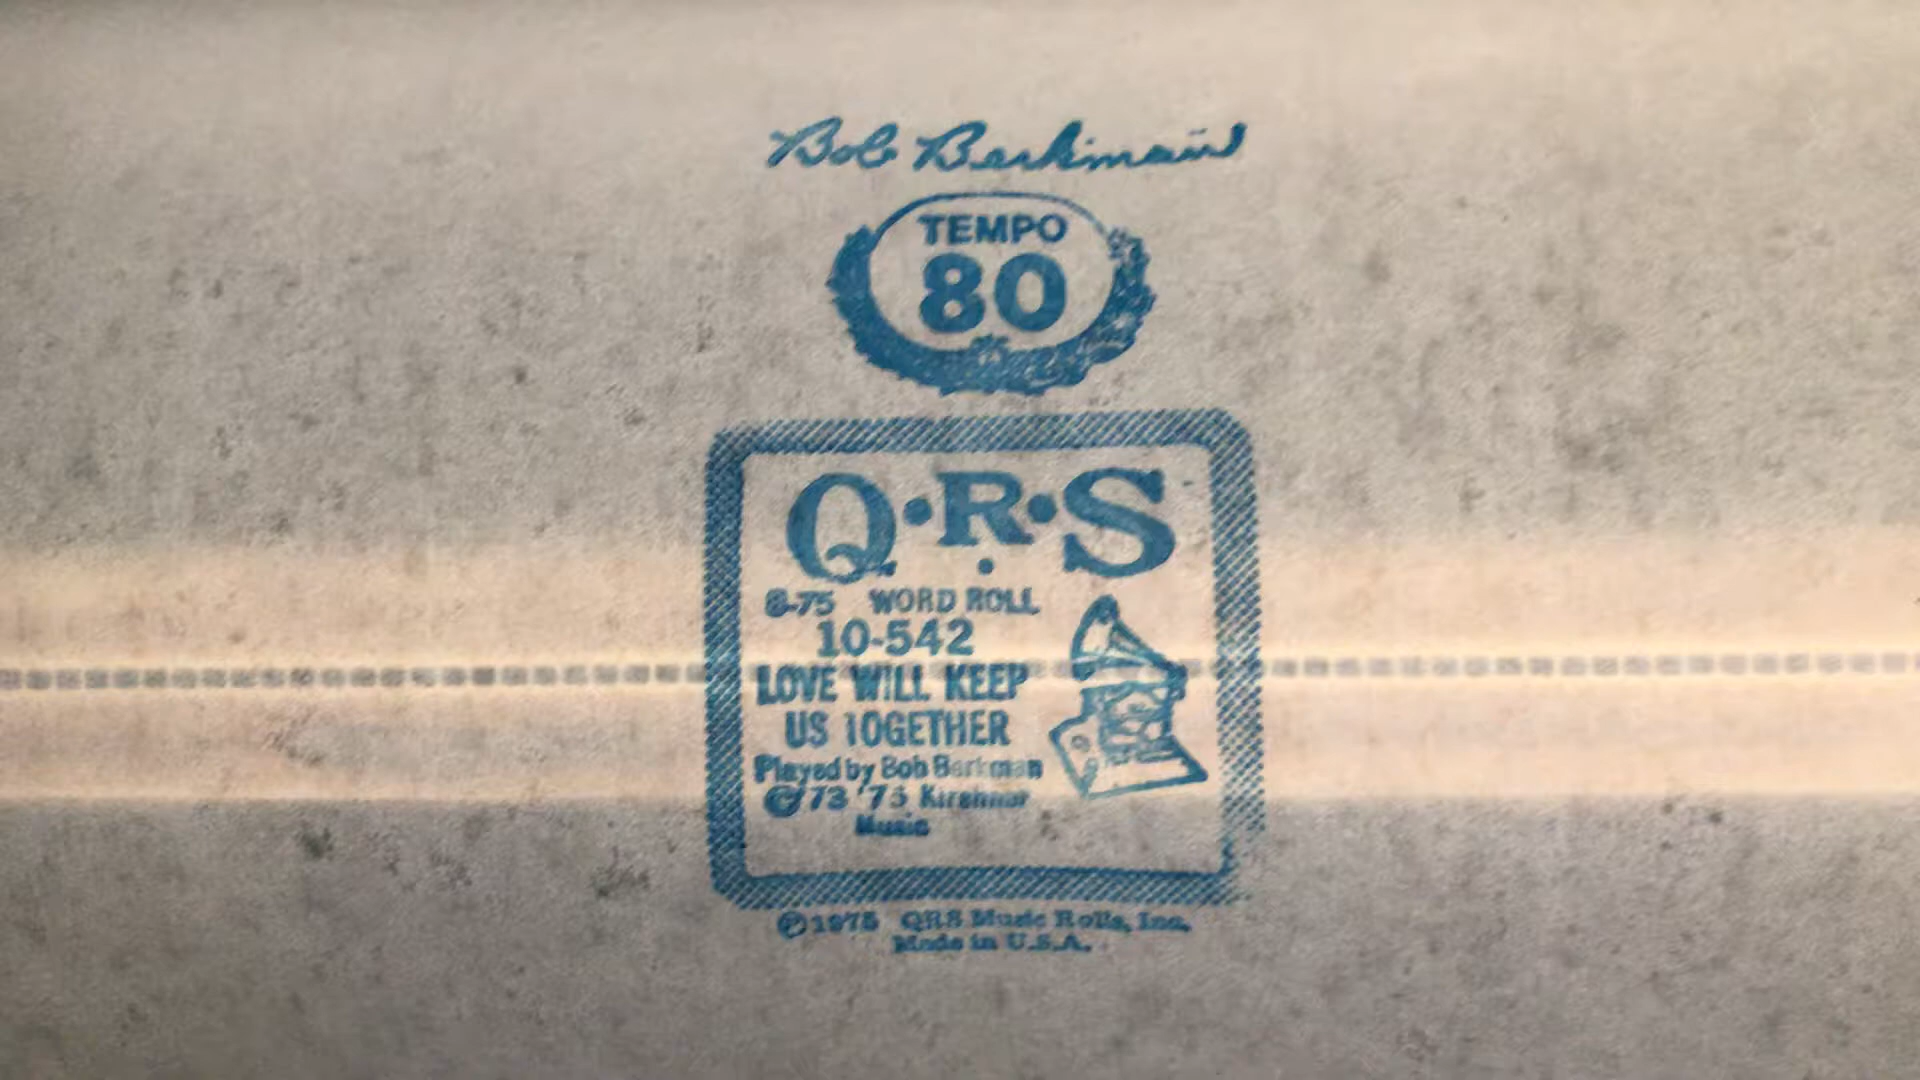 Bob Berkman
TEMPO
80
Q·R·S
8-75 WORD ROLL
10-542
LOVE WILL KEEP
US TOGETHER
Played by Bob Berkman
© '73 '75 Kirshner
Music
℗ 1975 QRS Music Rolls, Inc.
Made in U.S.A.